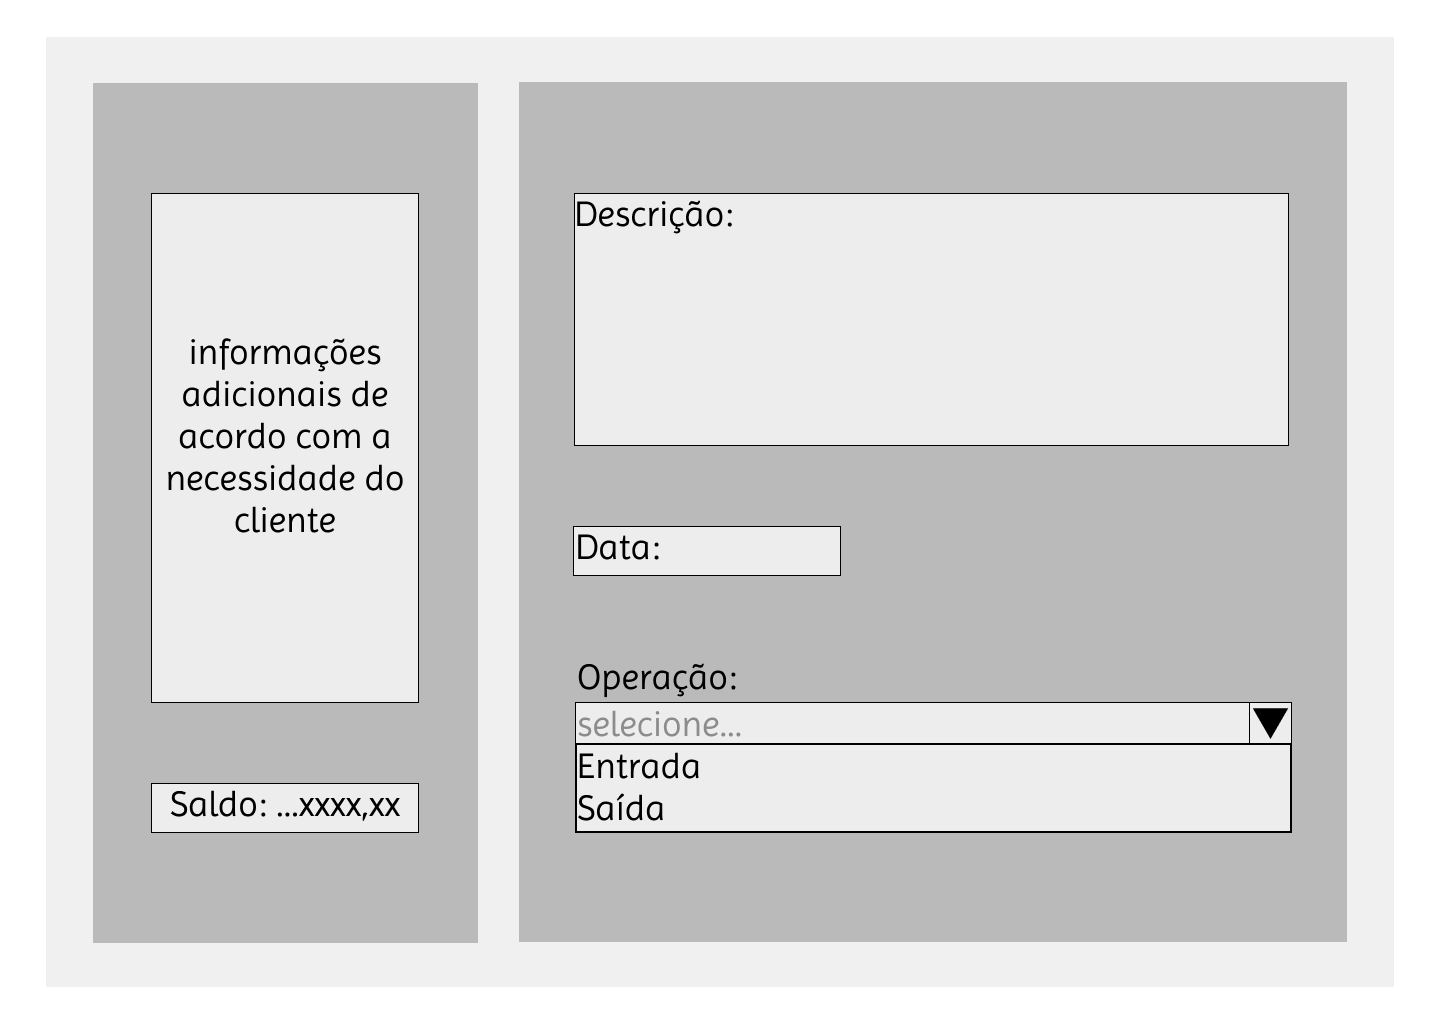 informações
adicionais de
acordo com a
necessidade do
cliente
Saldo: ...xxxx,xx
Descrição:
Data:
Operação:
selecione...
Entrada
Saída